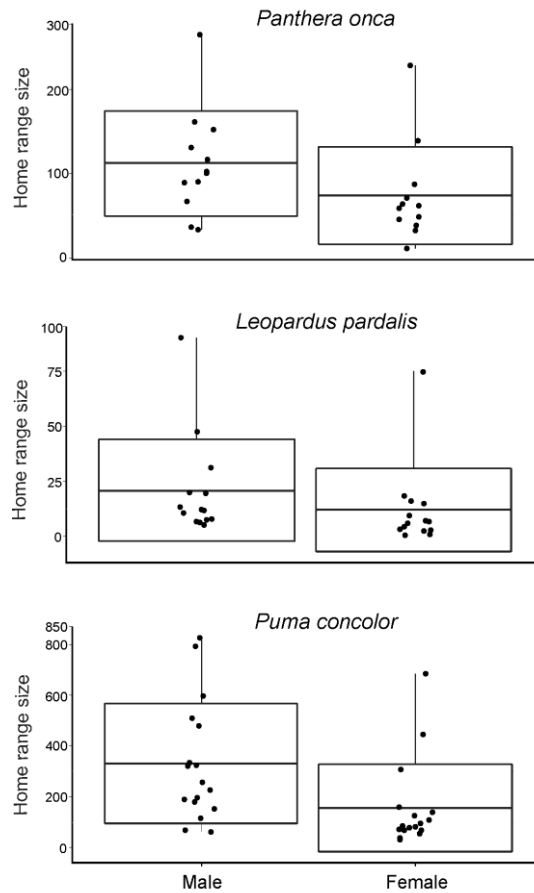 Panthera onca
Home range size
300
200
100
0
Leopardus pardalis
Home range size
100
75
50
25
0
Puma concolor
Home range size
850
800
600
400
200
0
Male
Female